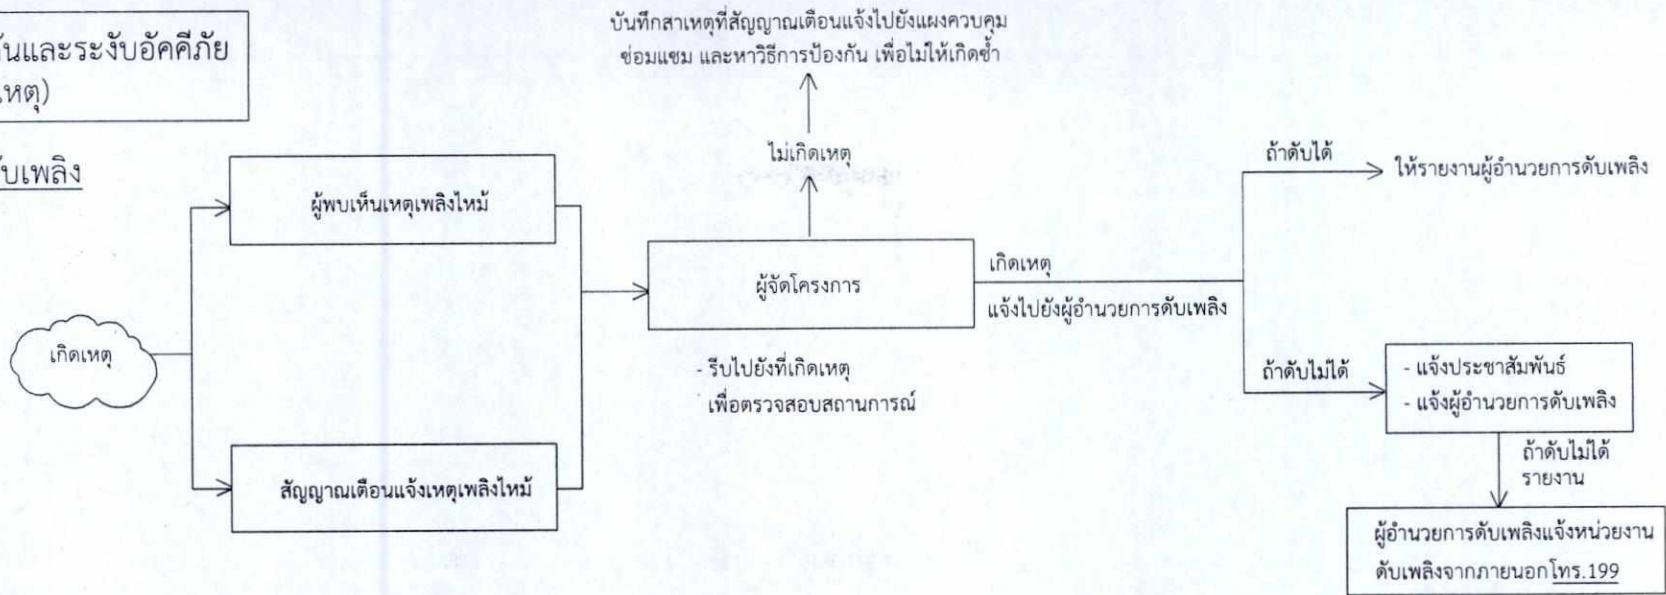 บันทึกสาเหตุที่สัญญาณเตือนแจ้งไปยังแผงควบคุม
ซ่อมแซม และหาวิธีการป้องกัน เพื่อไม่ให้เกิดซ้ำ
และระงับอัคคีภัย
เหตุ)
ับเพลิง
ไม่เกิดเหตุ
ผู้พบเห็นเหตุเพลิงไหม้
เกิดเหตุ
สัญญาณเตือนแจ้งเหตุเพลิงไหม้
ผู้จัดโครงการ
- รีบไปยังที่เกิดเหตุ
เพื่อตรวจสอบสถานการณ์
เกิดเหตุ
แจ้งไปยังผู้อำนวยการดับเพลิง
ถ้าดับได้
ให้รายงานผู้อำนวยการดับเพลิง
ถ้าดับไม่ได้
- แจ้งประชาสัมพันธ์
- แจ้งผู้อำนวยการดับเพลิง
ถ้าดับไม่ได้
รายงาน
ผู้อำนวยการดับเพลิงแจ้งหน่วยงาน
ดับเพลิงจากภายนอกโทร.199